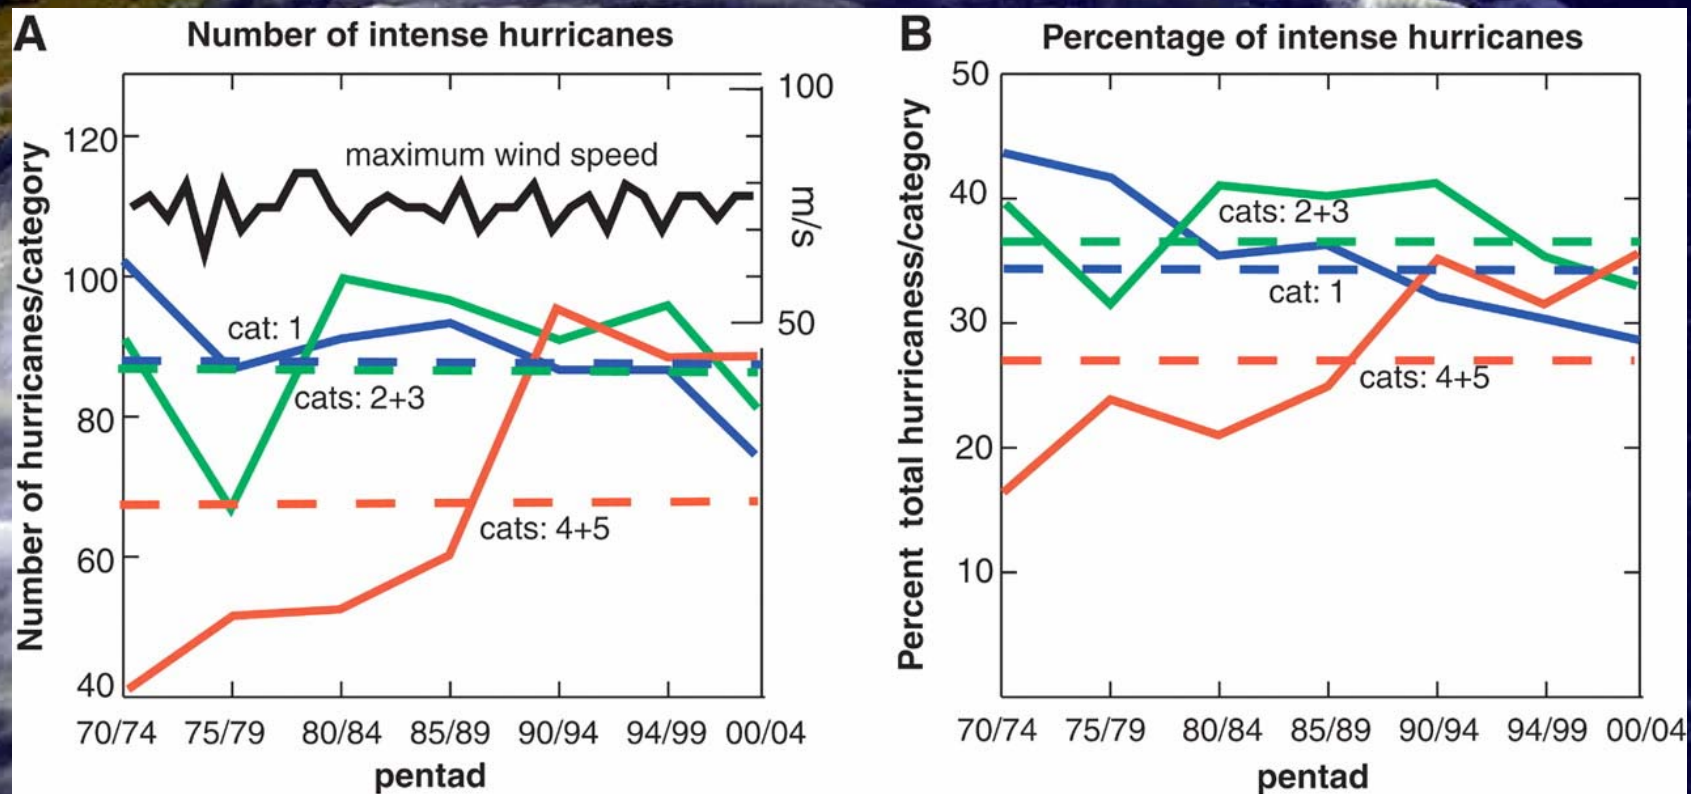 A
Number of intense hurricanes
Number of hurricanes/category
120
100
80
60
40
maximum wind speed
100
m/s
50
cat: 1
cats: 2+3
cats: 4+5
70/74 75/79 80/84 85/89 90/94 94/99 00/04
pentad
B
Percentage of intense hurricanes
Percent total hurricaness/category
50
40
30
20
10
cats: 2+3
cat: 1
cats: 4+5
70/74 75/79 80/84 85/89 90/94 94/99 00/04
pentad